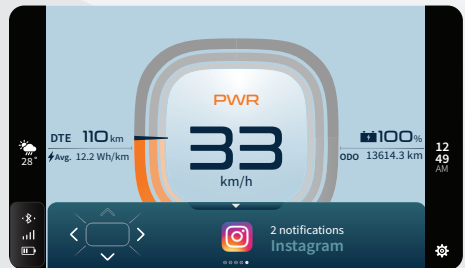 PWR
DTE 110 km
Avg. 12.2 Wh/km
33
km/h
100%
ODO 13614.3 km
28°
12
49
AM
2 notifications
Instagram